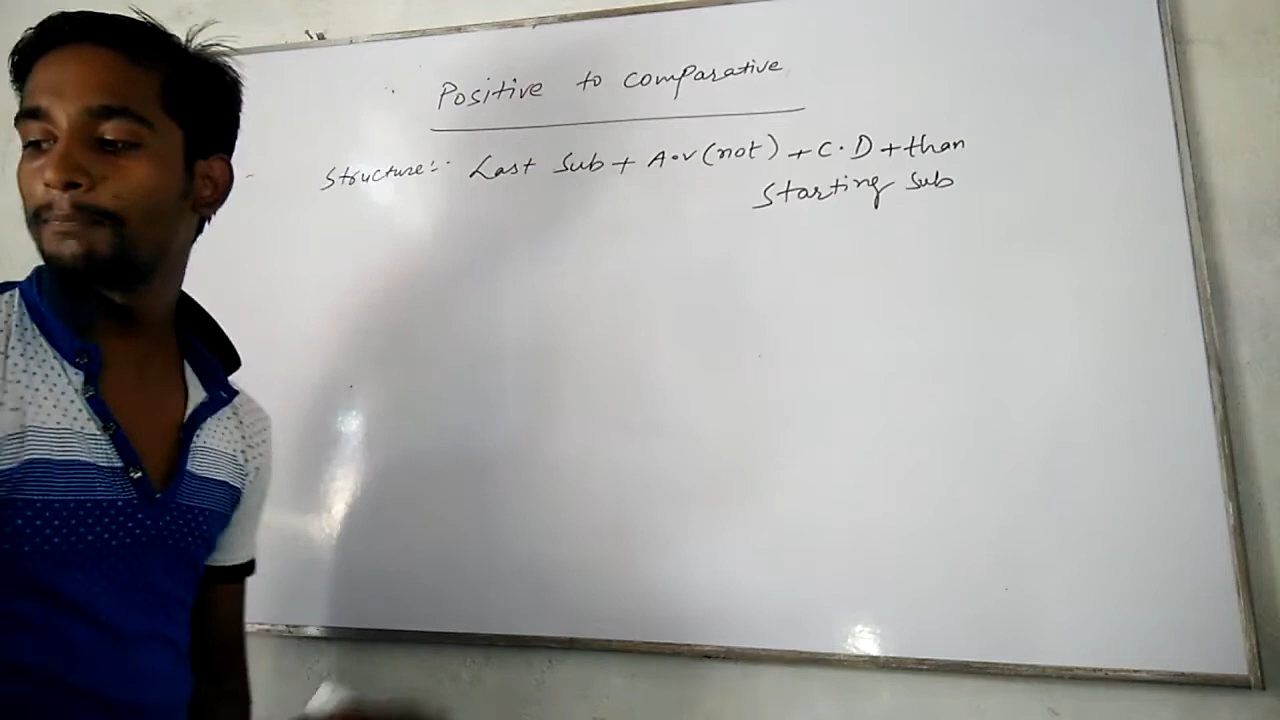 Positive to comparative
Structure:- Last Sub + A.V (not) + C.D + than
Starting Sub